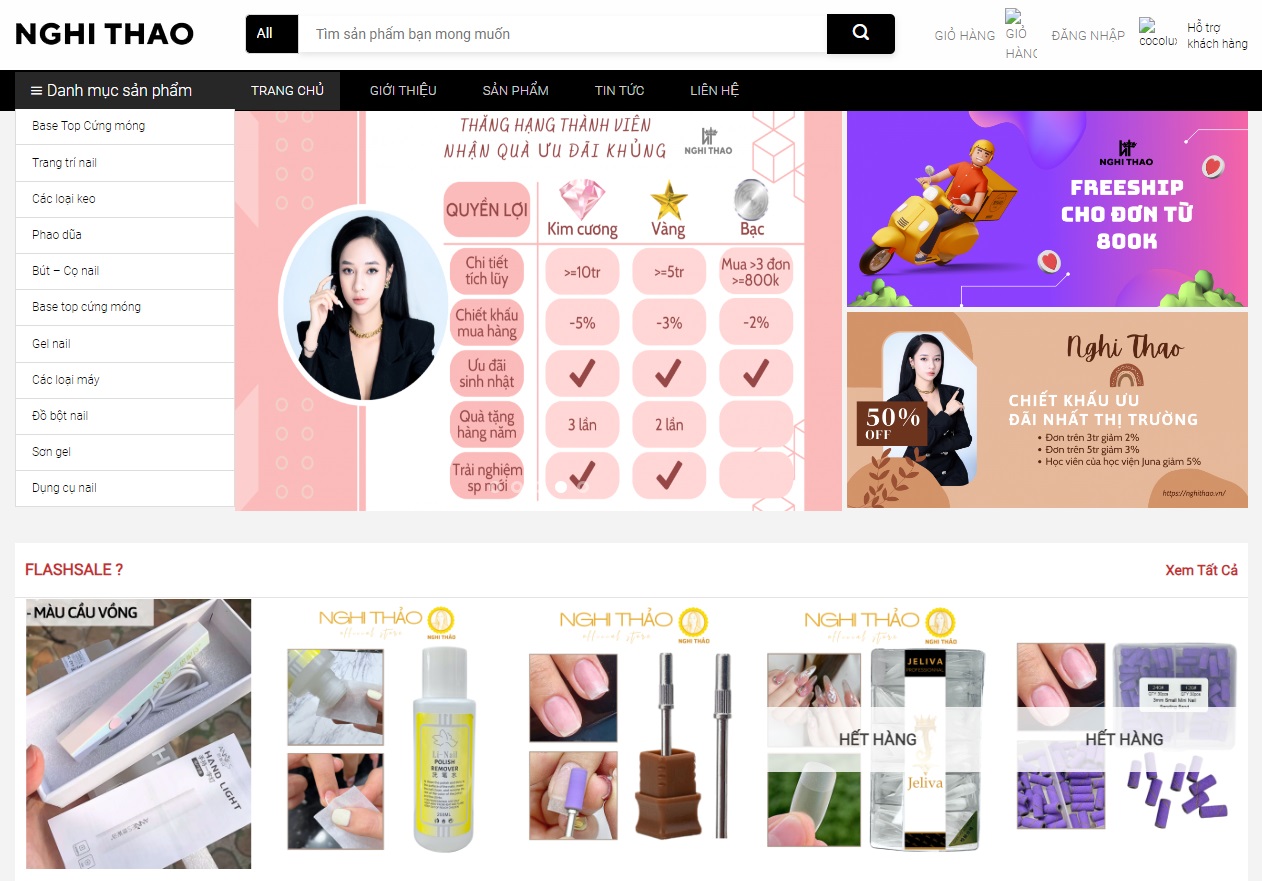 NGHI THAO
All
Tìm sản phẩm bạn mong muốn
GIỎ HÀNG
GIỎ
HÀNG
ĐĂNG NHẬP
cocolux
Hỗ trợ
khách hàng
Danh mục sản phẩm
TRANG CHỦ
GIỚI THIỆU
SẢN PHẨM
TIN TỨC
LIÊN HỆ
Base Top Cứng móng
Trang trí nail
Các loại keo
Phao dũa
Bút – Cọ nail
Base top cứng móng
Gel nail
Các loại máy
Đồ bột nail
Sơn gel
Dụng cụ nail
THĂNG HẠNG THÀNH VIÊN
NHẬN QUÀ ƯU ĐÃI KHỦNG
NGHI THAO
QUYỀN LỢI
Kim cương
Vàng
Bạc
Chi tiết
tích lũy
>=10tr
>=5tr
Mua >3 đơn
>=800k
Chiết khấu
mua hàng
-5%
-3%
-2%
Ưu đãi
sinh nhật
Quà tặng
hàng năm
3 lần
2 lần
Trải nghiệm
sp mới
NGHI THAO
FREESHIP
CHO ĐƠN TỪ
800K
Nghi Thao
CHIẾT KHẤU ƯU
ĐÃI NHẤT THỊ TRƯỜNG
50%
OFF
• Đơn trên 3tr giảm 2%
• Đơn trên 5tr giảm 3%
• Học viên của học viện Juna giảm 5%
https://nghithao.vn/
FLASHSALE ?
Xem Tất Cả
- MÀU CẦU VỒNG
HAND LIGHT
NGHI THẢO
official store
NGHI THẢO
Li-Nail
POLISH
REMOVER
NGHI THẢO
official store
NGHI THẢO
NGHI THẢO
official store
NGHI THẢO
JELIVA
PROFESSIONAL
HẾT HÀNG
Jeliva
HẾT HÀNG